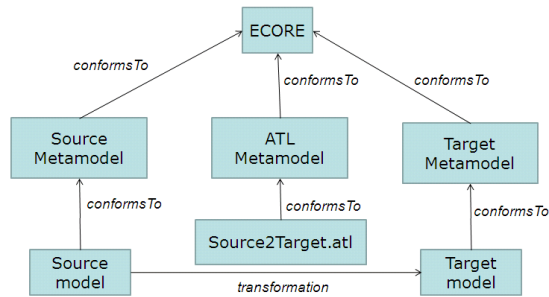 ECORE
conformsTo
conformsTo
conformsTo
Source
Metamodel
ATL
Metamodel
Target
Metamodel
conformsTo
conformsTo
conformsTo
Source2Target.atl
Source
model
Target
model
transformation